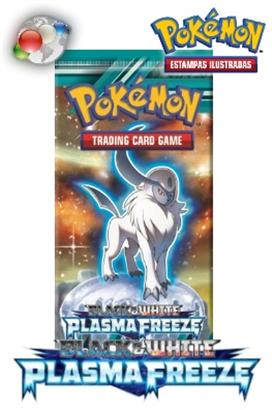 POKéMON
ESTAMPAS ILUSTRADAS
POKéMON
TRADING CARD GAME
BLACK & WHITE
PLASMA FREEZE
BLACK & WHITE
PLASMA FREEZE